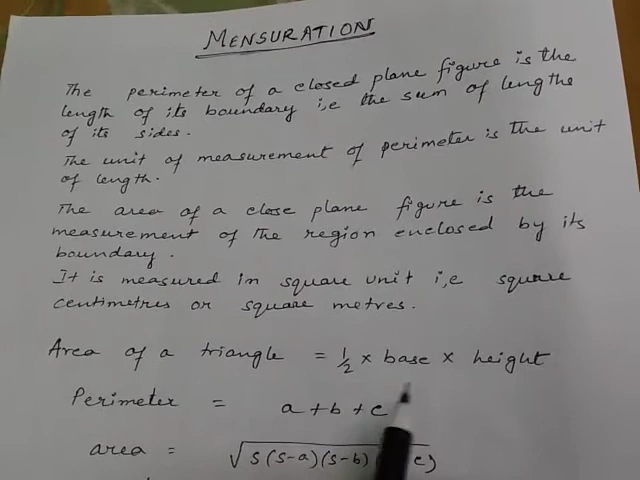 MENSURATION
The perimeter of a closed plane figure is the
length of its boundary i,e the sum of lengths
of its sides.
The unit of measurement of perimeter is the unit
of length.
The area of a close plane figure is the
measurement of the region enclosed by its
boundary.
It is measured in square unit i,e square
centimetres or square metres.
Area of a triangle = 1/2 × base × height
Perimeter = a+b+c
area = √s(s-a)(s-b)( c)